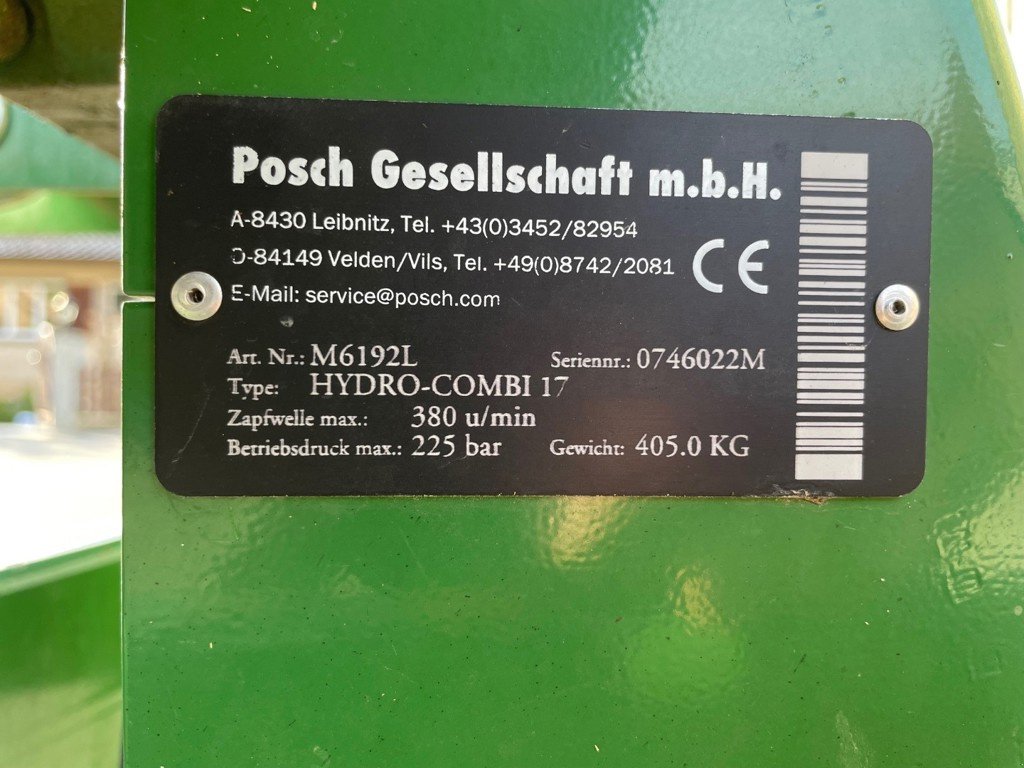 Posch Gesellschaft m.b.H.
A-8430 Leibnitz, Tel. +43(0)3452/82954
D-84149 Velden/Vils, Tel. +49(0)8742/2081
E-Mail: service@posch.com
CE
Art. Nr.: M6192L Seriennr.: 0746022M
Type: HYDRO-COMBI 17
Zapfwelle max.: 380 u/min
Betriebsdruck max.: 225 bar Gewicht: 405.0 KG